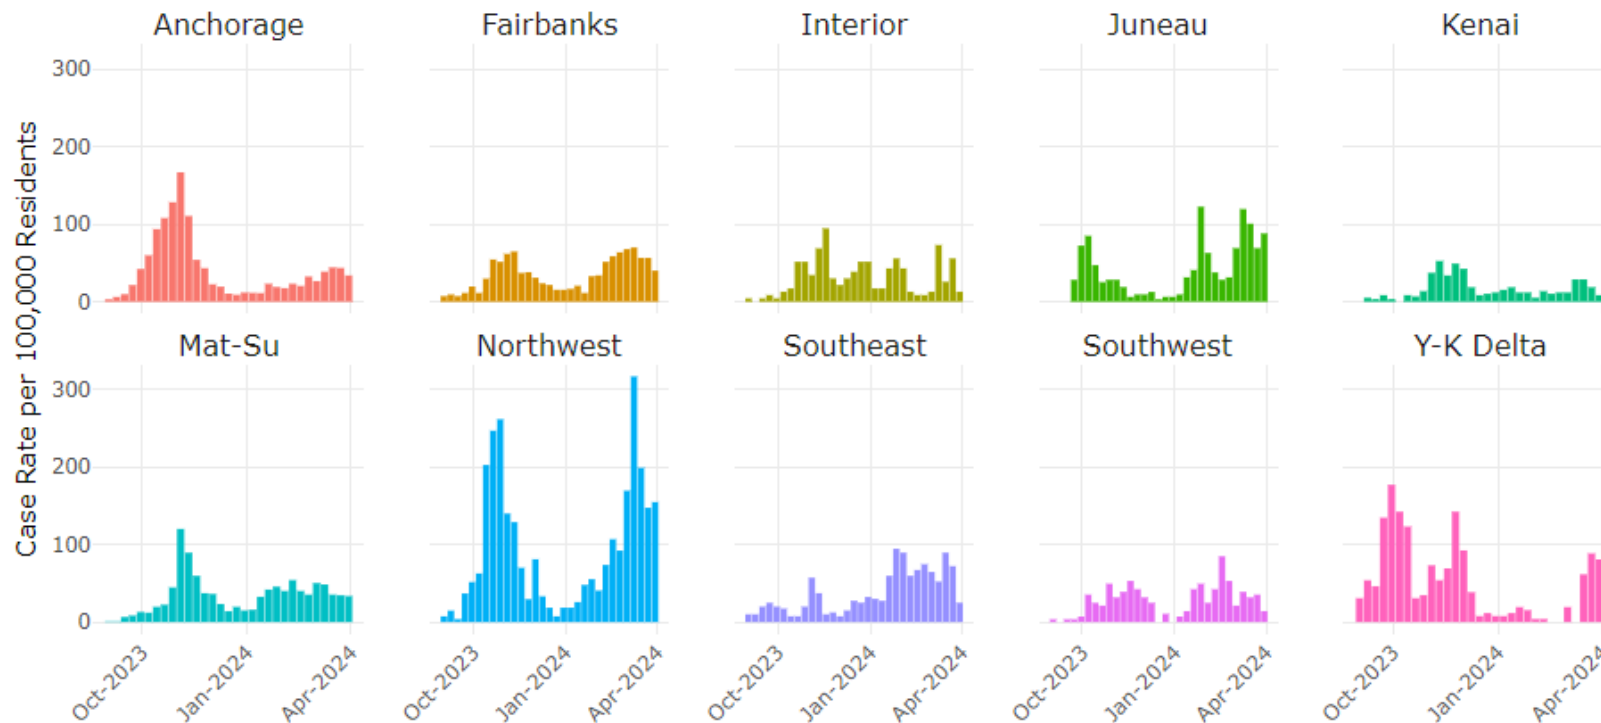 Anchorage Fairbanks Interior Juneau Kenai
300
200
100
0
Case Rate per 100,000 Residents
Mat-Su Northwest Southeast Southwest Y-K Delta
300
200
100
0
Oct-2023 Jan-2024 Apr-2024 Oct-2023 Jan-2024 Apr-2024 Oct-2023 Jan-2024 Apr-2024 Oct-2023 Jan-2024 Apr-2024 Oct-2023 Jan-2024 Apr-2024